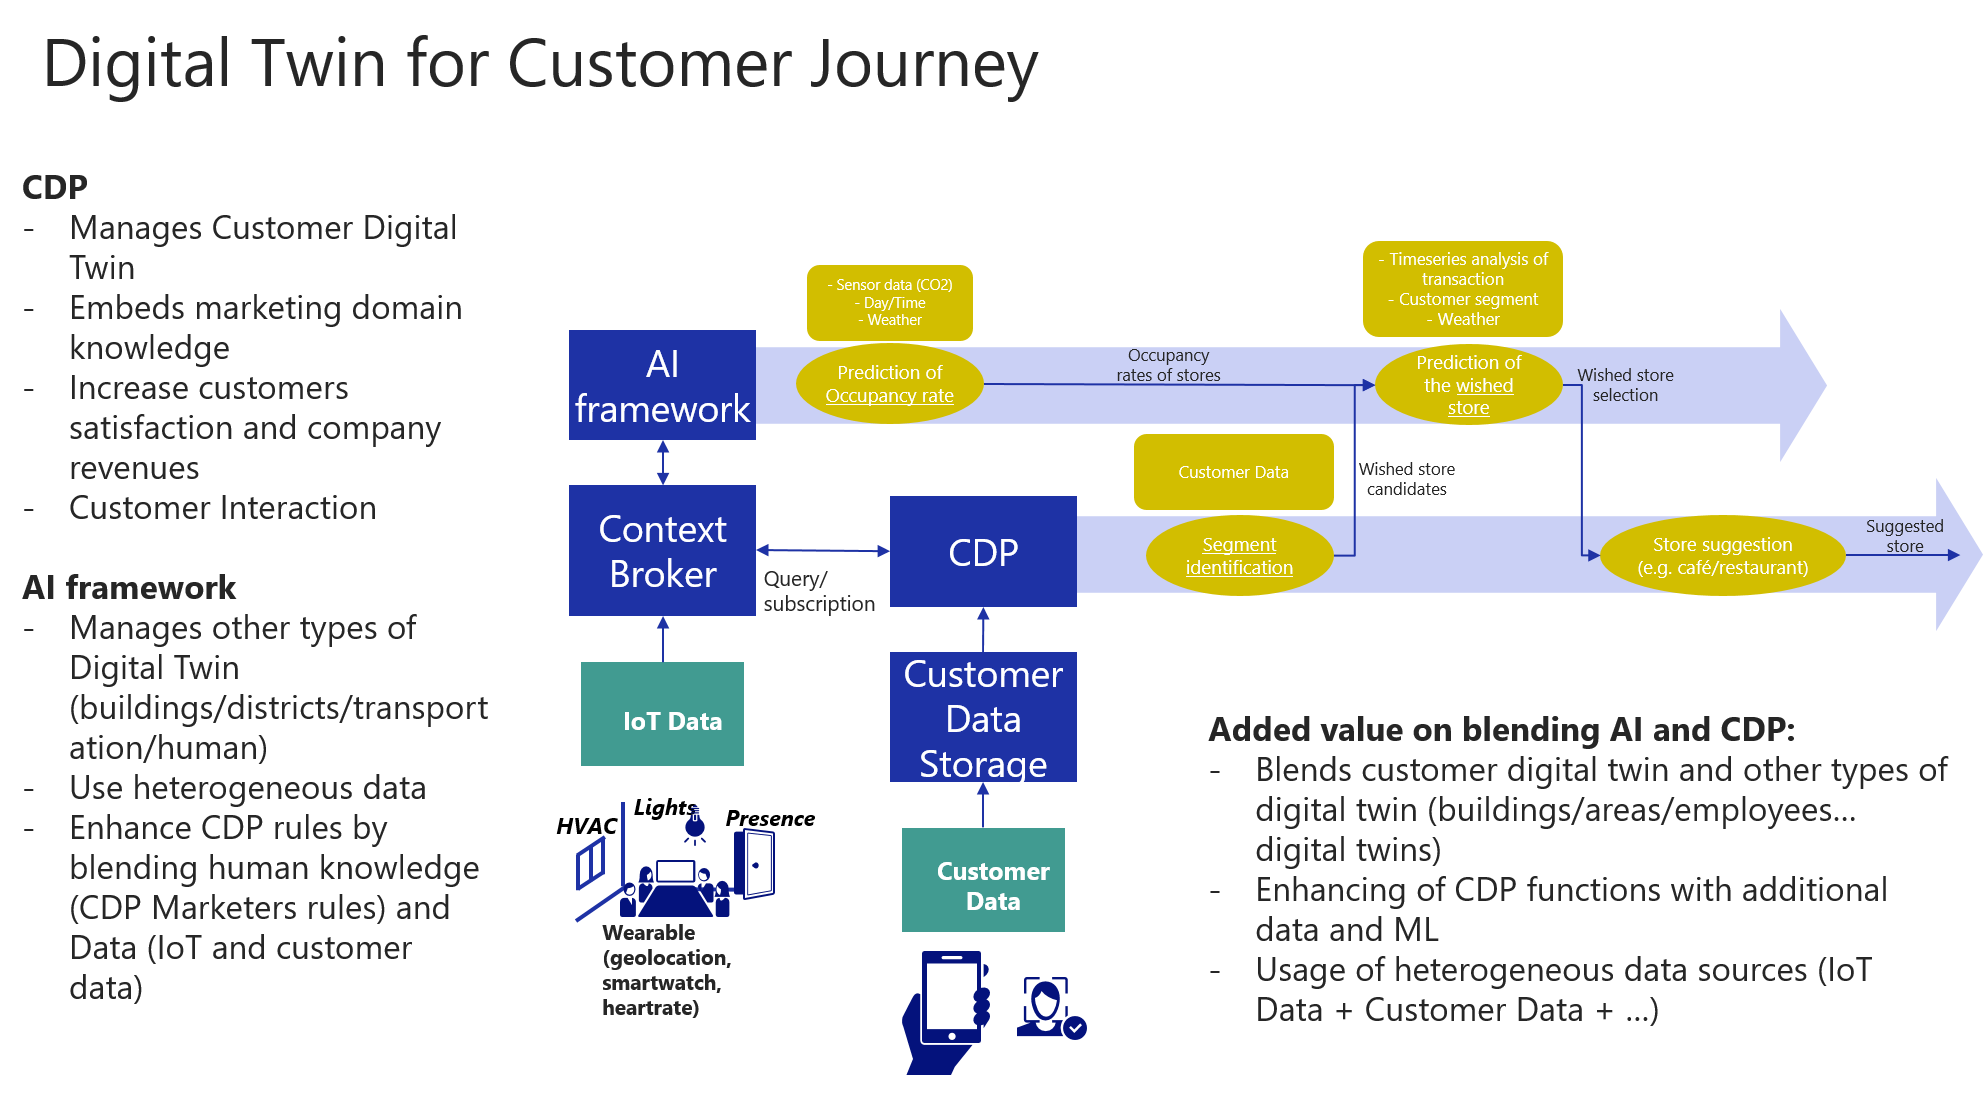 Digital Twin for Customer Journey
CDP
- Manages Customer Digital
Twin
- Embeds marketing domain
knowledge
- Increase customers
satisfaction and company
revenues
- Customer Interaction
AI framework
- Manages other types of
Digital Twin
(buildings/districts/transport
ation/human)
- Use heterogeneous data
- Enhance CDP rules by
blending human knowledge
(CDP Marketers rules) and
Data (IoT and customer
data)
AI
framework
- Sensor data (CO2)
- Day/Time
- Weather
Prediction of
Occupancy rate
Occupancy
rates of stores
- Timeseries analysis of
transaction
- Customer segment
- Weather
Prediction of
the wished
store
Wished store
selection
Context
Broker
Query/
subscription
CDP
Customer Data
Segment
identification
Wished store
candidates
Store suggestion
(e.g. café/restaurant)
Suggested
store
IoT Data
Customer
Data
Storage
HVAC
Lights
Presence
Wearable
(geolocation,
smartwatch,
heartrate)
Customer
Data
Added value on blending AI and CDP:
- Blends customer digital twin and other types of
digital twin (buildings/areas/employees...
digital twins)
- Enhancing of CDP functions with additional
data and ML
- Usage of heterogeneous data sources (IoT
Data + Customer Data + ...)